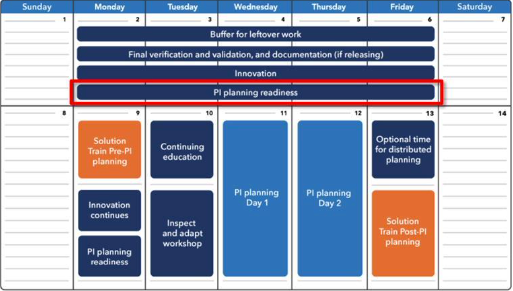 Sunday Monday Tuesday Wednesday Thursday Friday Saturday
1 2 3 4 5 6 7
Buffer for leftover work
Final verification and validation, and documentation (if releasing)
Innovation
PI planning readiness
8 9 10 11 12 13 14
Solution
Train Pre-PI
planning
Innovation
continues
PI planning
readiness
Continuing
education
Inspect
and adapt
workshop
PI planning
Day 1
PI planning
Day 2
Optional time
for distributed
planning
Solution
Train Post-PI
planning